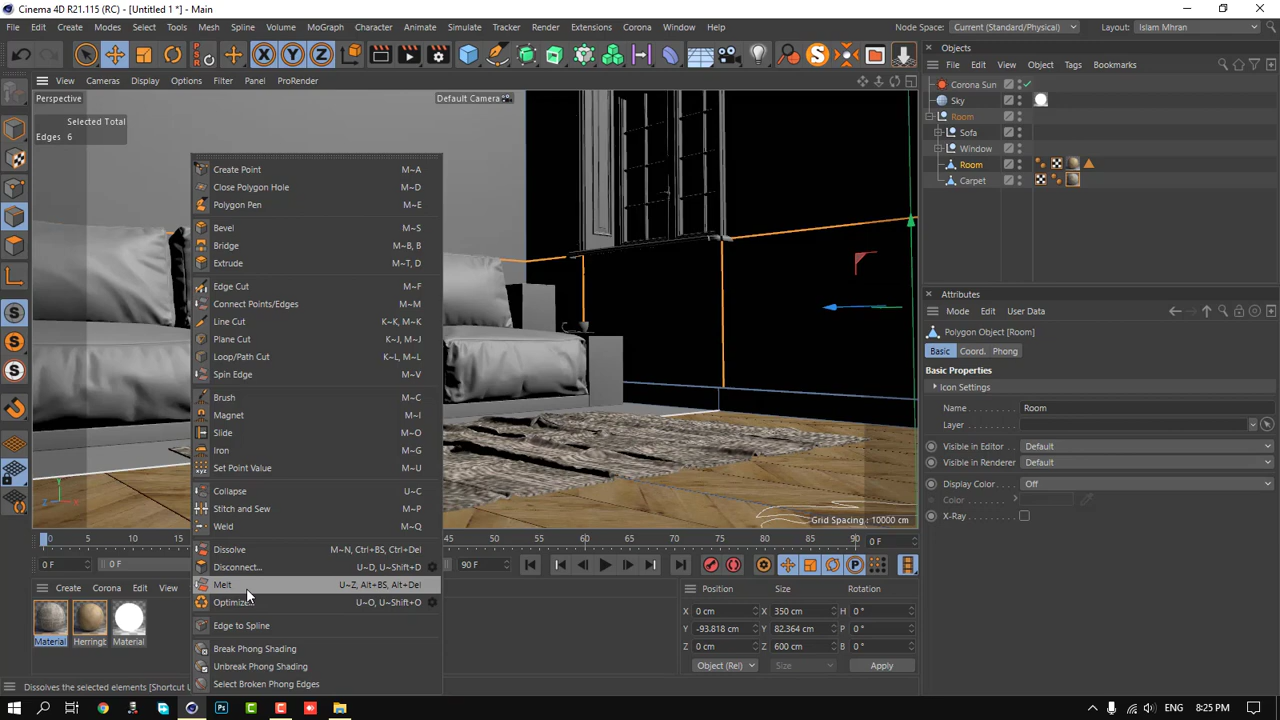 Cinema 4D R21.115 (RC) - [Untitled 1 *] - Main
File Edit Create Modes Select Tools Mesh Spline Volume MoGraph Character Animate Simulate Tracker Render Extensions Corona Window Help
Node Space: Current (Standard/Physical) Layout: Islam Mhran
View Cameras Display Options Filter Panel ProRender
Perspective
Default Camera
Selected Total
Edges 6
Create Point M~A
Close Polygon Hole M~D
Polygon Pen M~E
Bevel M~S
Bridge M~B, B
Extrude M~T, D
Edge Cut M~F
Connect Points/Edges M~M
Line Cut K~K, M~K
Plane Cut K~J, M~J
Loop/Path Cut K~L, M~L
Spin Edge M~V
Brush M~C
Magnet M~I
Slide M~O
Iron M~G
Set Point Value M~U
Collapse U~C
Stitch and Sew M~P
Weld M~Q
Dissolve M~N, Ctrl+BS, Ctrl+Del
Disconnect... U~D, U~Shift+D
Melt U~Z, Alt+BS, Alt+Del
Optimize U~O, U~Shift+O
Edge to Spline
Break Phong Shading
Unbreak Phong Shading
Select Broken Phong Edges
Grid Spacing : 10000 cm
Objects
File Edit View Object Tags Bookmarks
Corona Sun
Sky
Room
Sofa
Window
Room
Carpet
Attributes
Mode Edit User Data
Polygon Object [Room]
Basic Coord. Phong
Basic Properties
Icon Settings
Name Room
Layer
Visible in Editor Default
Visible in Renderer Default
Display Color Off
Color
X-Ray
0 45 50 55 60 65 70 75 80 85 90 0 F
0 F 0 F 90 F
Create Corona Edit View
Material Herringb Material
Position Size Rotation
X 0 cm X 350 cm H 0 °
Y -93.818 cm Y 82.364 cm P 0 °
Z 0 cm Z 600 cm B 0 °
Object (Rel) Size Apply
Dissolves the selected elements [Shortcut U
ENG 8:25 PM